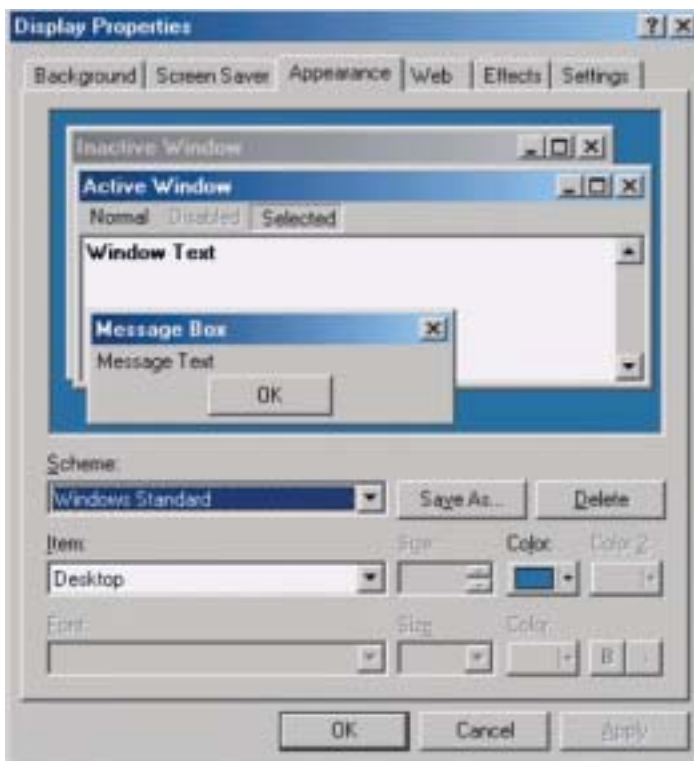 Display Properties
Background Screen Saver Appearance Web Effects Settings
Inactive Window
Active Window
Normal Disabled Selected
Window Text
Message Box
Message Text
OK
Scheme:
Windows Standard
Save As...
Delete
Item:
Size:
Color:
Color 2:
Desktop
Font:
Size:
Color:
B
OK
Cancel
Apply